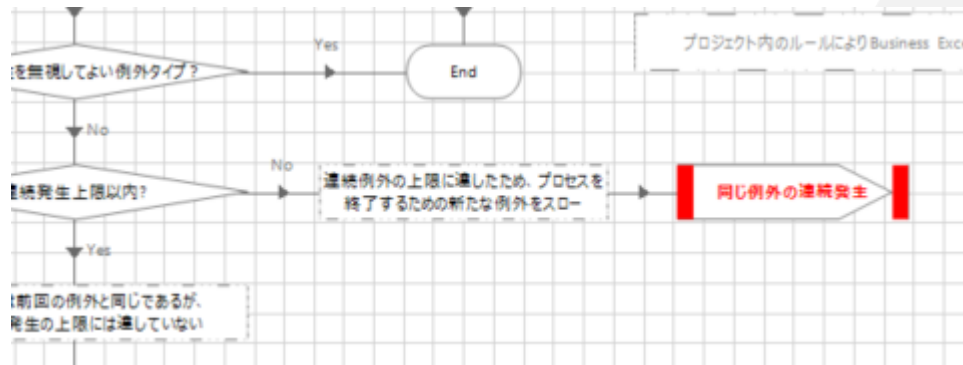 Yes
を無視してよい例外タイプ？
End
プロジェクト内のルールによりBusiness Exc
No
連続発生上限以内?
No
連続例外の上限に達したため、プロセスを
終了するための新たな例外をスロー
同じ例外の連続発生
Yes
は前回の例外と同じであるが、
発生の上限には達していない